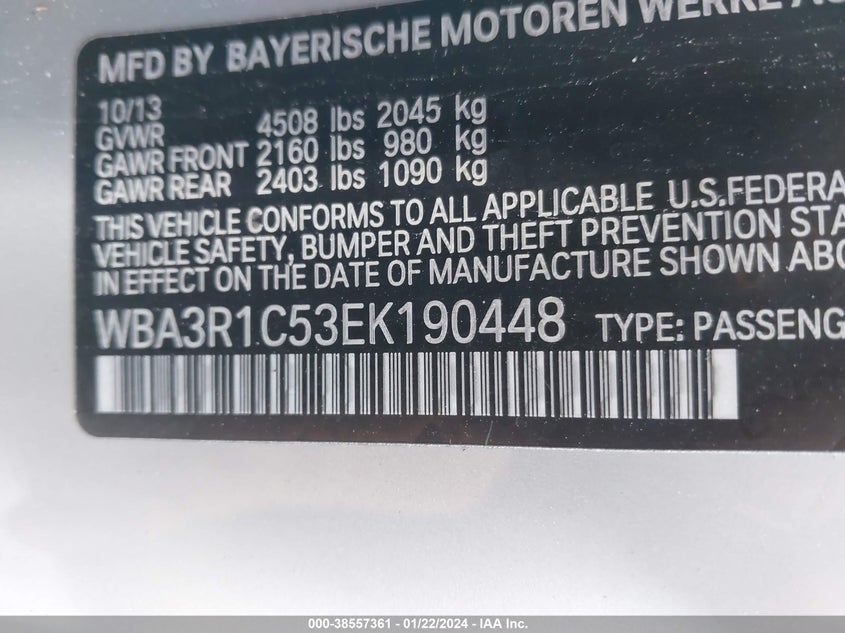 MFD BY BAYERISCHE MOTOREN WERKE AG
10/13
GVWR 4508 lbs 2045 kg
GAWR FRONT 2160 lbs 980 kg
GAWR REAR 2403 lbs 1090 kg
THIS VEHICLE CONFORMS TO ALL APPLICABLE U.S.FEDERA
VEHICLE SAFETY, BUMPER AND THEFT PREVENTION STA
IN EFFECT ON THE DATE OF MANUFACTURE SHOWN ABO
WBA3R1C53EK190448 TYPE: PASSENG
000-38557361 - 01/22/2024 - IAA Inc.